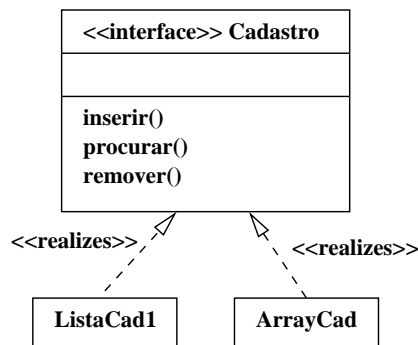 <<interface>> Cadastro
inserir()
procurar()
remover()
<<realizes>>
<<realizes>>
ListaCad1
ArrayCad